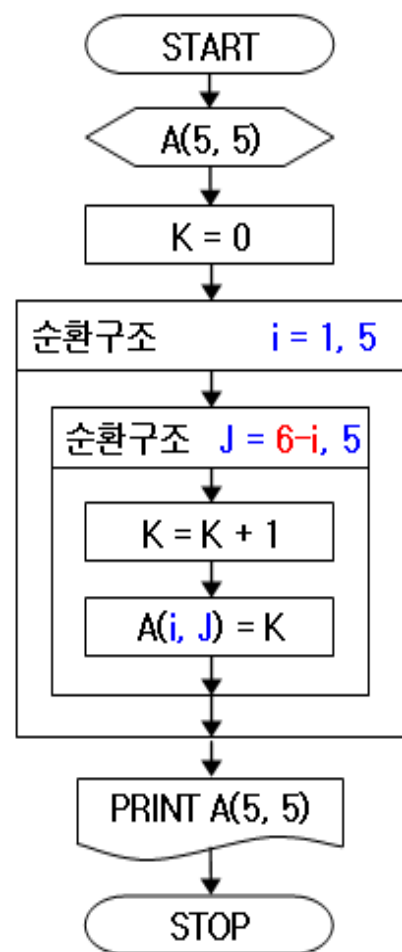 START
A(5, 5)
K = 0
순환구조 i = 1, 5
순환구조 J = 6-i, 5
K = K + 1
A(i, J) = K
PRINT A(5, 5)
STOP